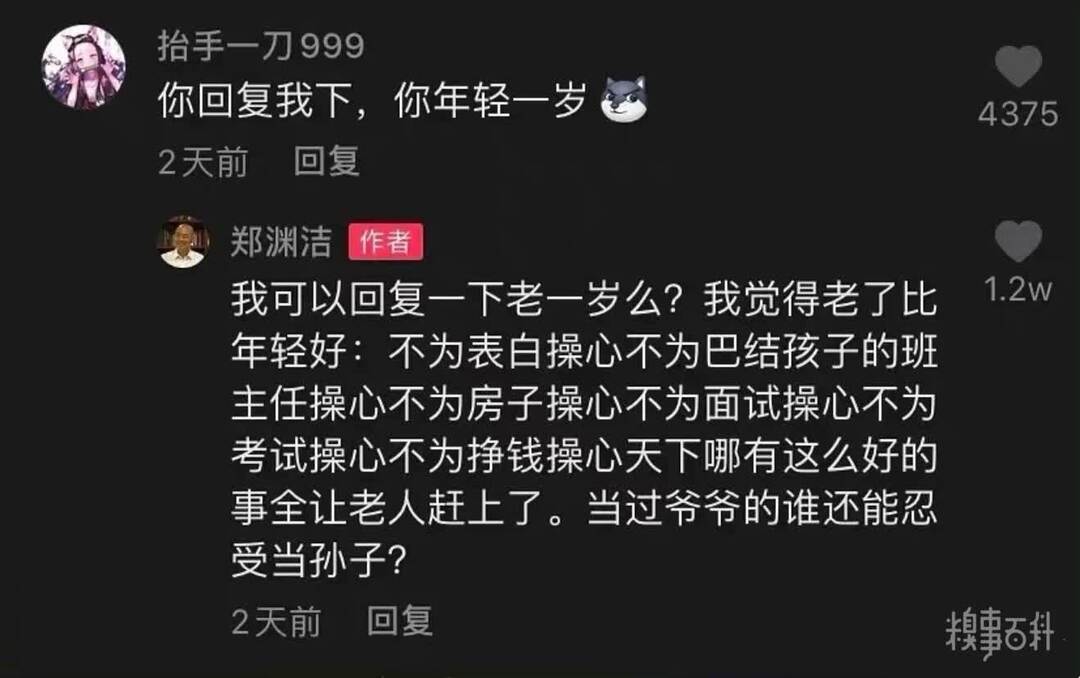 抬手一刀999
你回复我下，你年轻一岁
4375
2天前 回复
郑渊洁 作者
我可以回复一下老一岁么？我觉得老了比
1.2w
年轻好：不为表白操心不为巴结孩子的班
主任操心不为房子操心不为面试操心不为
考试操心不为挣钱操心天下哪有这么好的
事全让老人赶上了。当过爷爷的谁还能忍
受当孙子？
2天前 回复
糗事百科